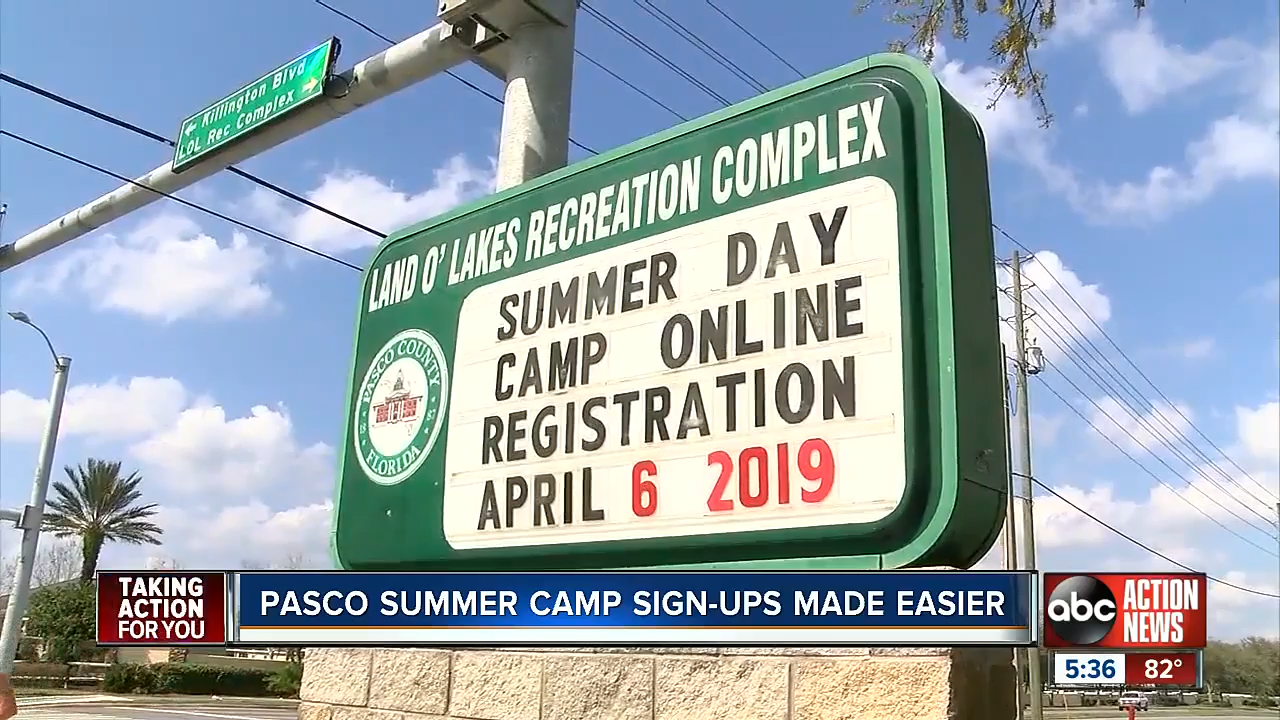 ← Killington Blvd
LOL Rec Complex →
LAND O' LAKES RECREATION COMPLEX
SUMMER DAY
CAMP ONLINE
REGISTRATION
APRIL 6 2019
PASCO COUNTY
FLORIDA
TAKING
ACTION
FOR YOU
PASCO SUMMER CAMP SIGN-UPS MADE EASIER
abc
ACTION
NEWS
5:36
82°